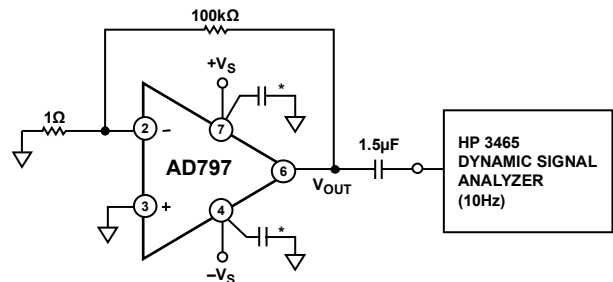 100kΩ
+VS
*
1Ω
2
−
7
1.5µF
HP 3465
DYNAMIC SIGNAL
ANALYZER
(10Hz)
AD797
6
VOUT
3
+
4
*
−VS